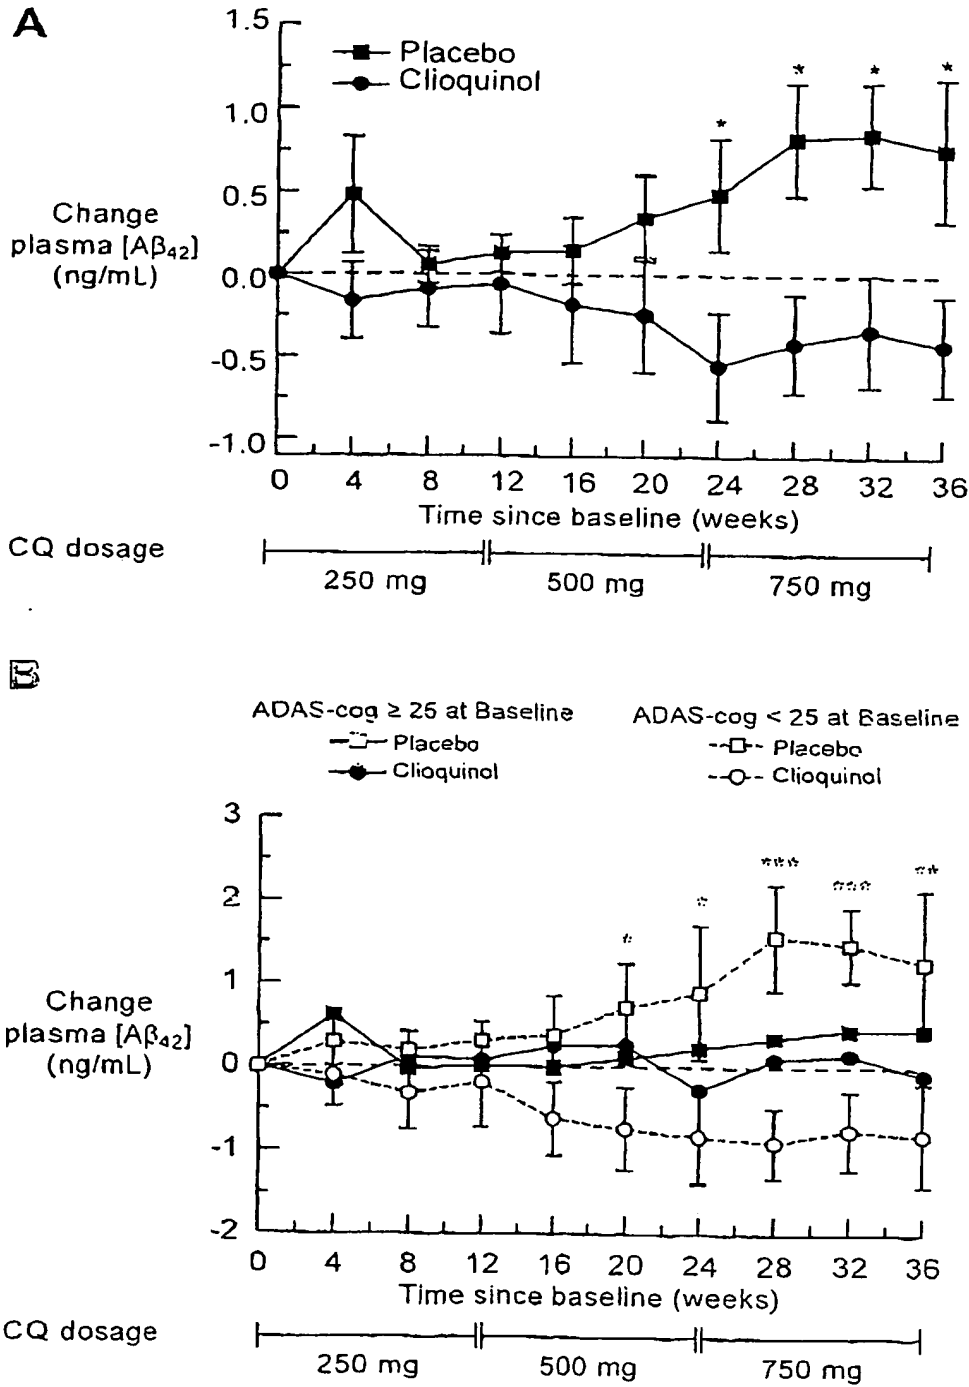 A
1.5
Placebo
Clioquinol
* * * *
1.0
0.5
Change
plasma [Aβ42]
(ng/mL)
0.0
-0.5
-1.0
0 4 8 12 16 20 24 28 32 36
Time since baseline (weeks)
CQ dosage
250 mg 500 mg 750 mg
B
ADAS-cog ≥ 25 at Baseline
Placebo
Clioquinol
ADAS-cog < 25 at Baseline
Placebo
Clioquinol
3
* * *** *** **
2
1
Change
plasma [Aβ42]
(ng/mL)
0
-1
-2
0 4 8 12 16 20 24 28 32 36
Time since baseline (weeks)
CQ dosage
250 mg 500 mg 750 mg